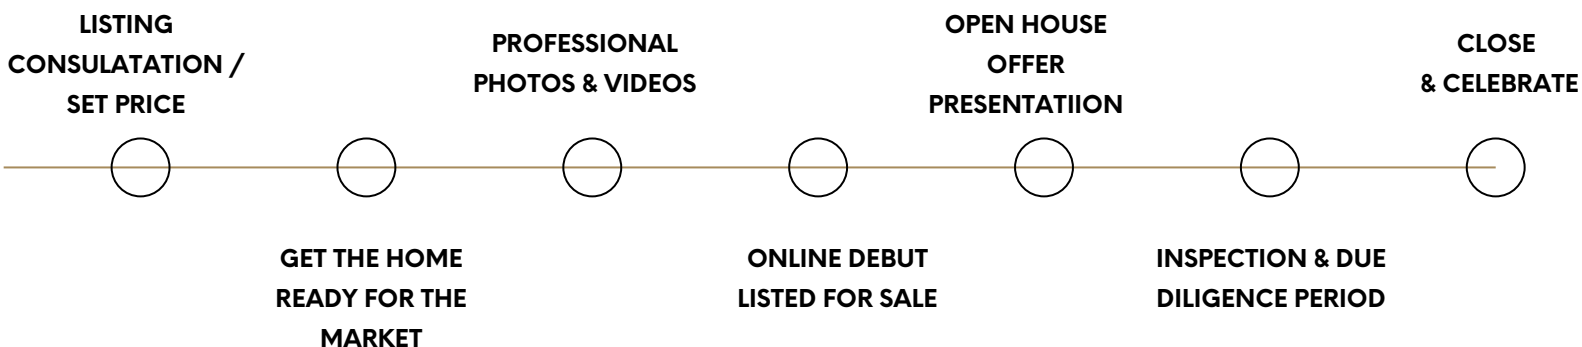 LISTING
CONSULATATION /
SET PRICE
GET THE HOME
READY FOR THE
MARKET
PROFESSIONAL
PHOTOS & VIDEOS
ONLINE DEBUT
LISTED FOR SALE
OPEN HOUSE
OFFER
PRESENTATIION
INSPECTION & DUE
DILIGENCE PERIOD
CLOSE
& CELEBRATE